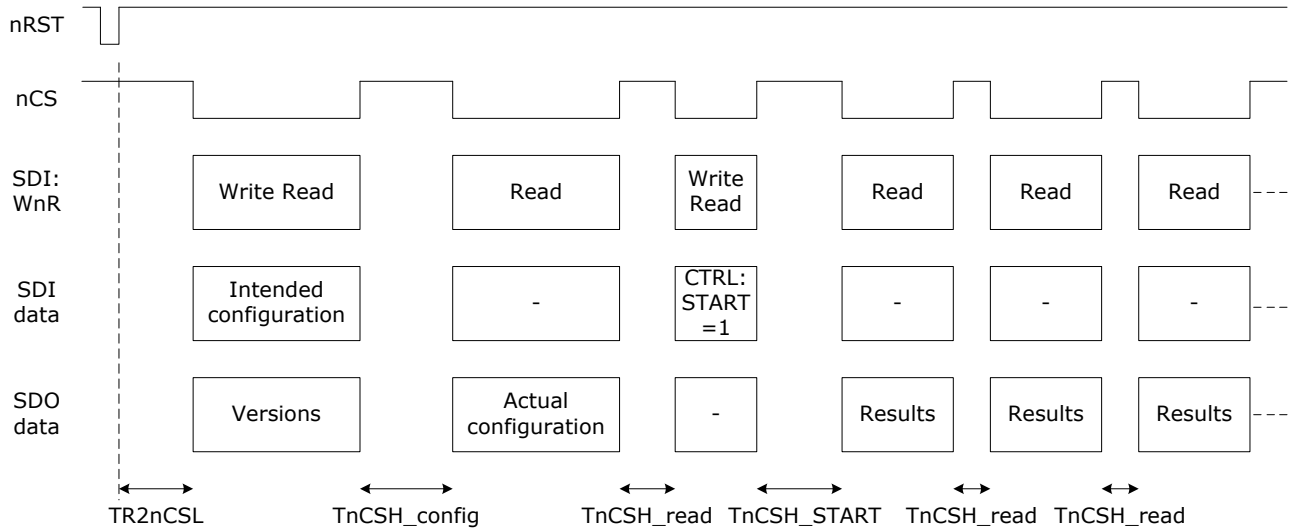 nRST
nCS
SDI:
WnR
Write Read
Read
Write
Read
Read
Read
Read
SDI
data
Intended
configuration
-
CTRL:
START
=1
-
-
-
SDO
data
Versions
Actual
configuration
-
Results
Results
Results
TR2nCSL
TnCSH_config
TnCSH_read
TnCSH_START
TnCSH_read
TnCSH_read